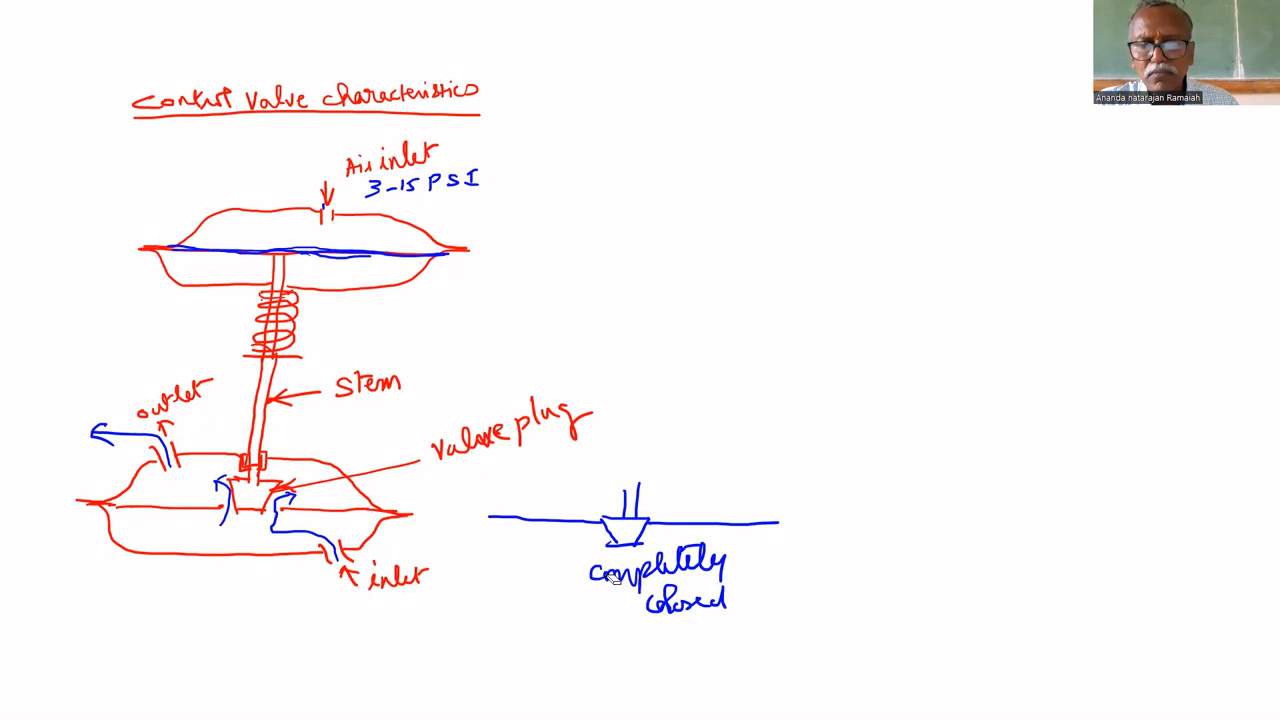 Control Valve characteristics
Air inlet
3-15 PSI
Stem
outlet
Valve plug
inlet
completely
closed
Ananda natarajan Ramaiah